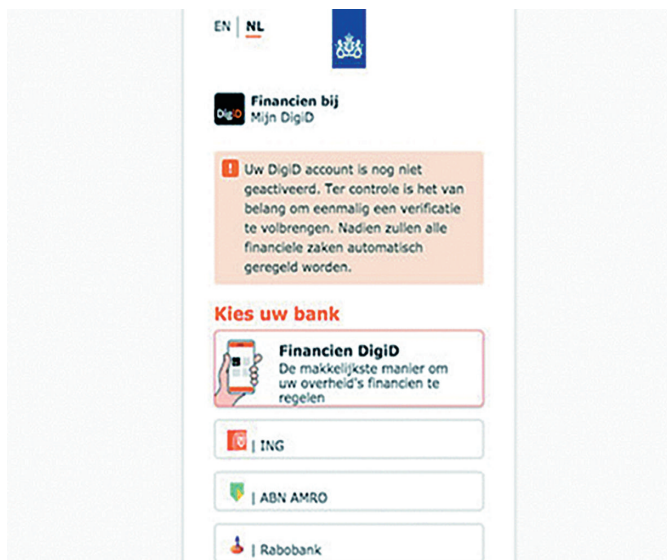 EN | NL
DigiD
Financien bij
Mijn DigiD
! Uw DigiD account is nog niet
geactiveerd. Ter controle is het van
belang om eenmalig een verificatie
te volbrengen. Nadien zullen alle
financiele zaken automatisch
geregeld worden.
Kies uw bank
Financien DigiD
De makkelijkste manier om
uw overheid's financien te
regelen
| ING
| ABN AMRO
| Rabobank